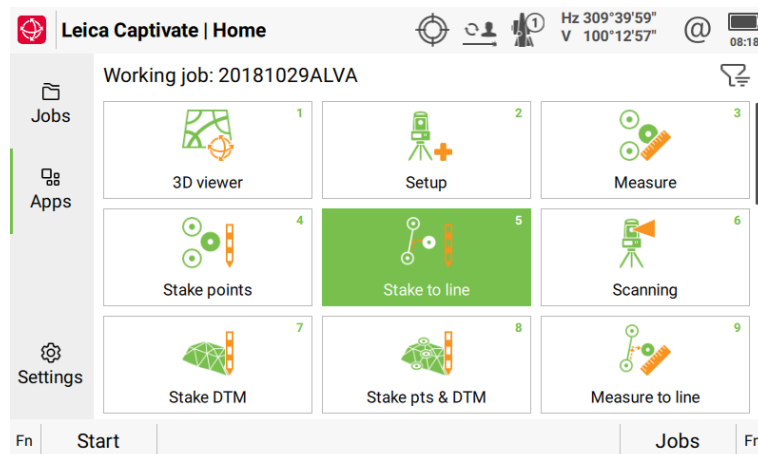 Leica Captivate | Home
1
Hz 309°39'59"
V 100°12'57"
@
08:18
Working job: 20181029ALVA
Jobs
Apps
Settings
1
3D viewer
2
Setup
3
Measure
4
Stake points
5
Stake to line
6
Scanning
7
Stake DTM
8
Stake pts & DTM
9
Measure to line
Fn
Start
Jobs